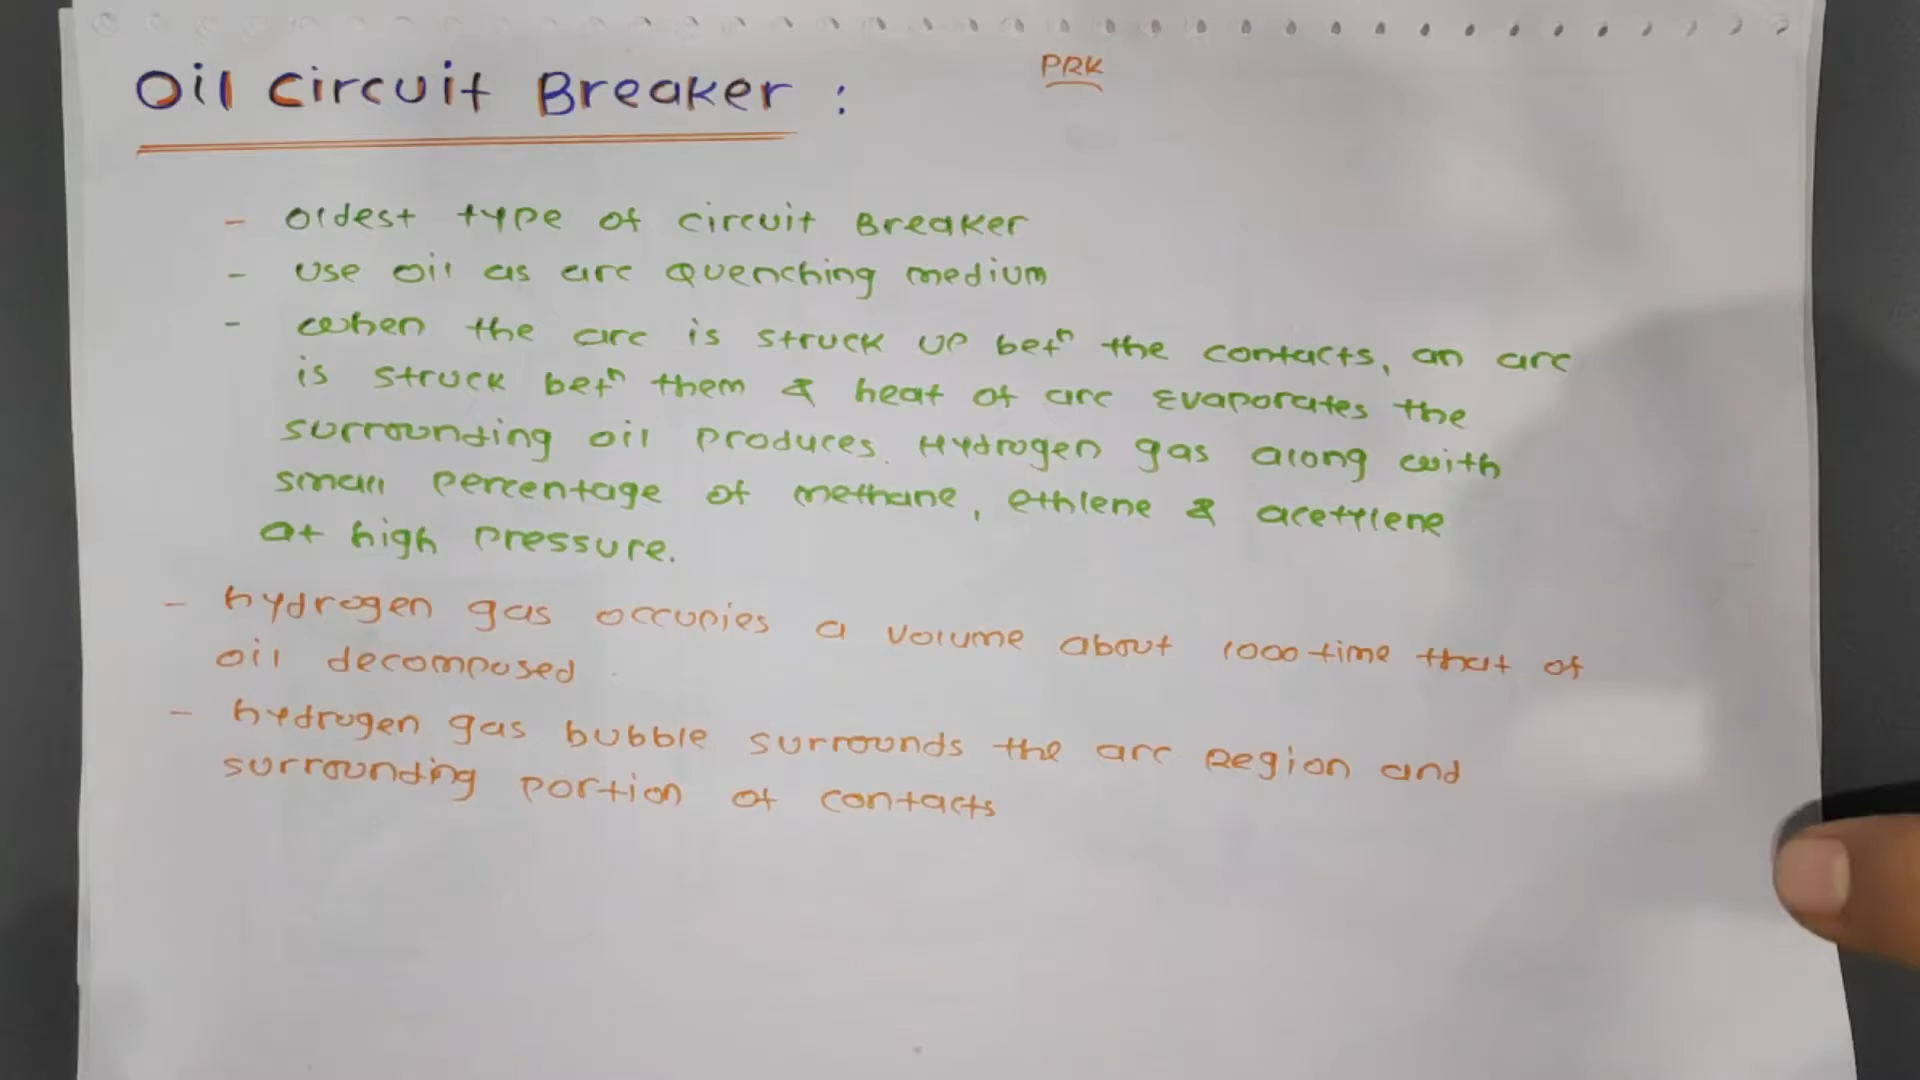 Oil Circuit Breaker :
PRK
- Oldest type of circuit Breaker
- Use oil as arc Quenching medium
- When the arc is struck up betn the contacts, an arc
is struck betn them & heat of arc Evaporates the
surrounding oil produces Hydrogen gas along with
small percentage of methane, ethlene & acetylene
at high pressure.
- hydrogen gas occupies a volume about 1000 time that of
oil decomposed
- hydrogen gas bubble surrounds the arc Region and
surrounding portion of contacts